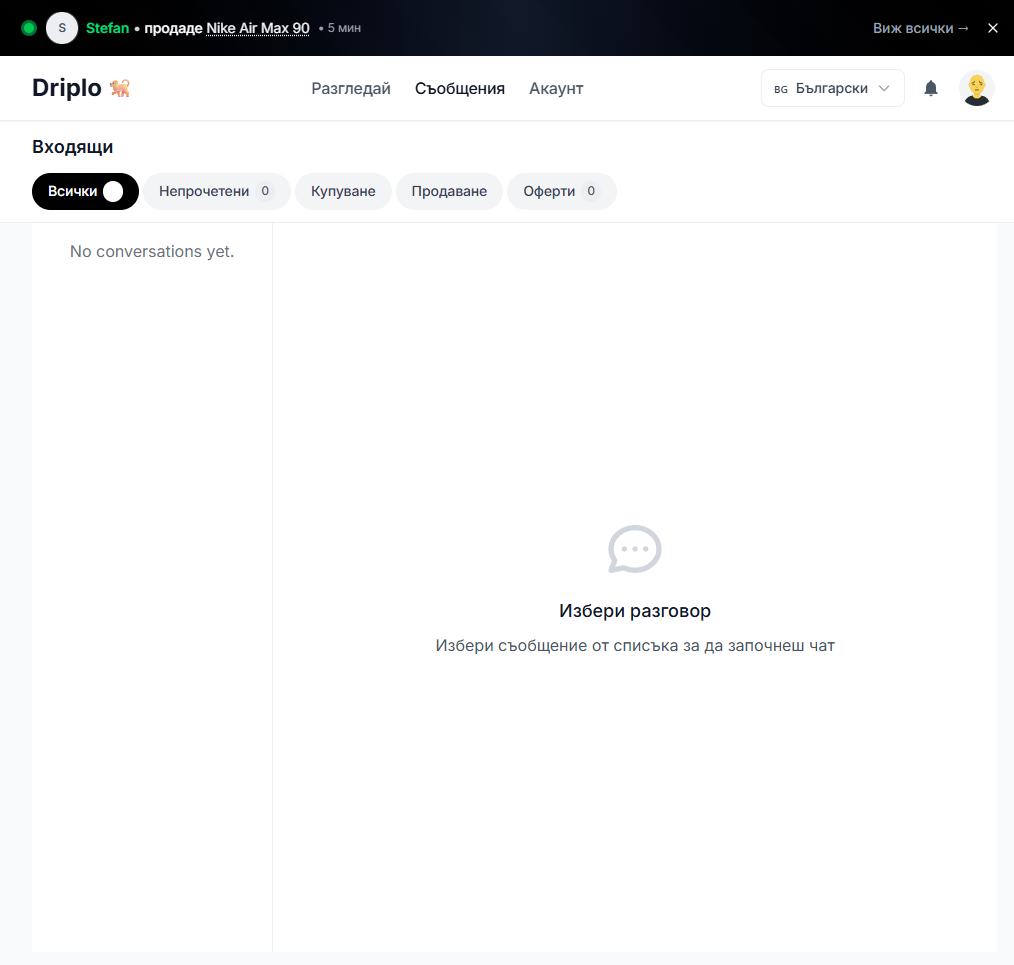 S Stefan • продаде Nike Air Max 90 • 5 мин Виж всички → ×
Driplo Разгледай Съобщения Акаунт BG Български
Входящи
Всички Непрочетени 0 Купуване Продаване Оферти 0
No conversations yet.
Избери разговор
Избери съобщение от списъка за да започнеш чат